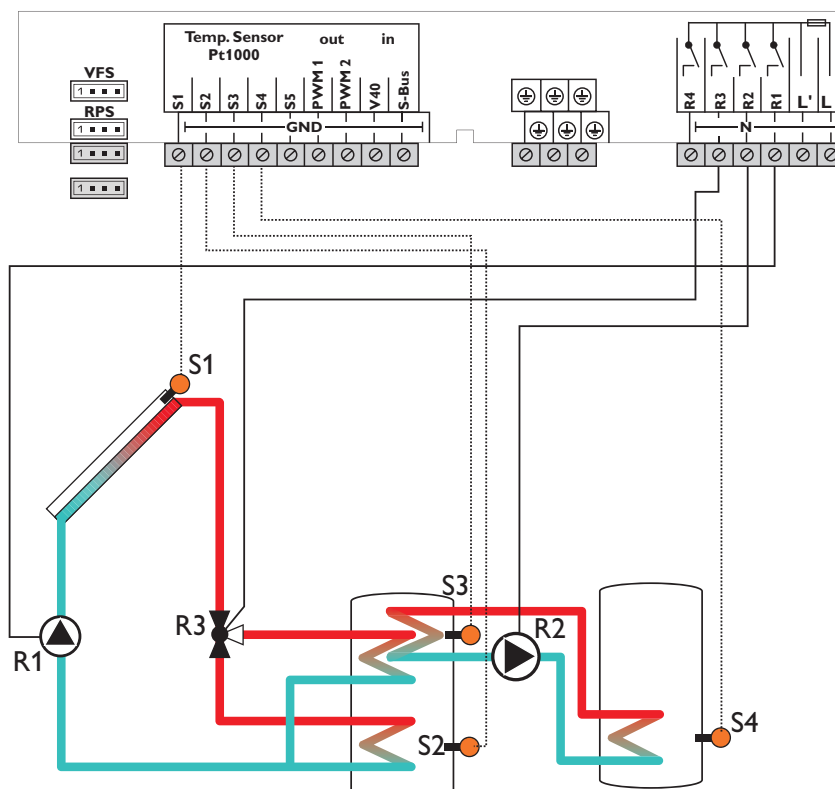 Temp. Sensor out in
Pt1000
VFS
1
RPS
1
1
1
S1 S2 S3 S4 S5 PWM 1 PWM 2 V40 S-Bus
GND
R4 R3 R2 R1 L' L
N
S1
R3
S3
R2
R1
S2
S4